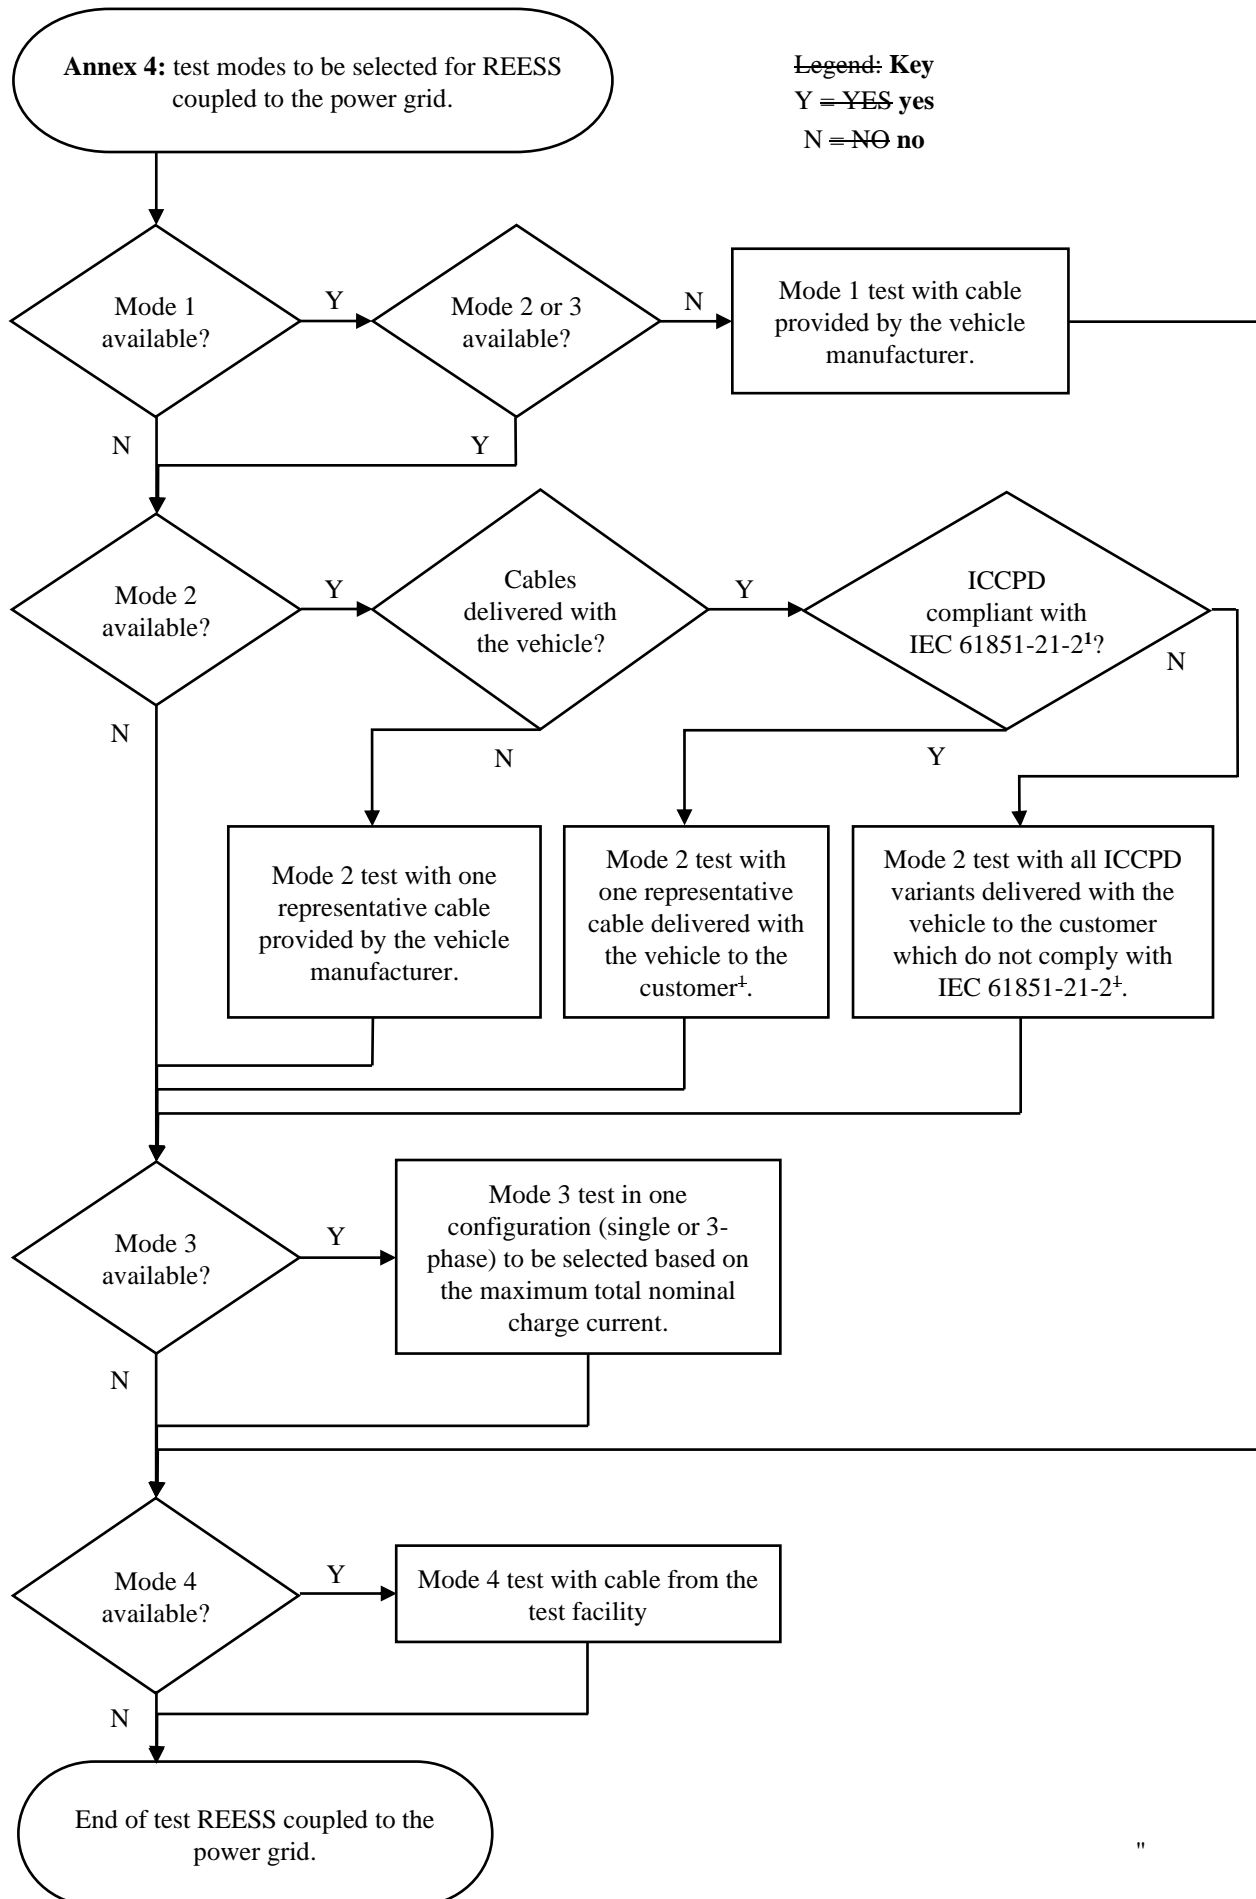 Annex 4: test modes to be selected for REESS
coupled to the power grid.
Legend: Key
Y = YES yes
N = NO no
Mode 1
available?
Y
Mode 2 or 3
available?
N
Mode 1 test with cable
provided by the vehicle
manufacturer.
N
Y
Mode 2
available?
Y
Cables
delivered with
the vehicle?
Y
ICCPD
compliant with
IEC 61851-21-2¹?
N
N
N
Y
Mode 2 test with one
representative cable
provided by the vehicle
manufacturer.
Mode 2 test with
one representative
cable delivered with
the vehicle to the
customer¹.
Mode 2 test with all ICCPD
variants delivered with the
vehicle to the customer
which do not comply with
IEC 61851-21-2¹.
Mode 3
available?
Y
Mode 3 test in one
configuration (single or 3-
phase) to be selected based on
the maximum total nominal
charge current.
N
Mode 4
available?
Y
Mode 4 test with cable from the
test facility
N
End of test REESS coupled to the
power grid.
"